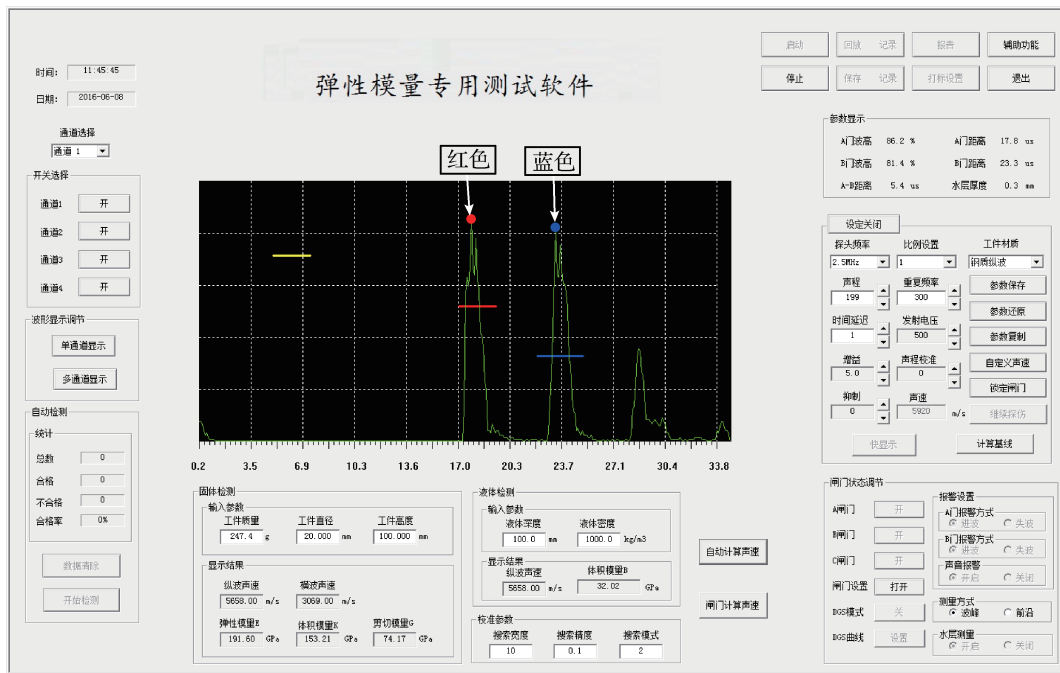 启动 回放 记录 报告 辅助功能
时间: 11:45:45
停止 保存 记录 打标设置 退出
日期: 2016-06-08
弹性模量专用测试软件
通道选择
通道 1
开关选择
通道1 开
通道2 开
通道3 开
通道4 开
波形显示调节
单通道显示
多通道显示
自动检测
统计
总数 0
合格 0
不合格 0
合格率 0%
数据清除
开始检测
红色 蓝色
0.2 3.5 6.9 10.3 13.6 17.0 20.3 23.7 27.1 30.4 33.8
参数显示
A门波高 86.2 % A门距离 17.8 us
B门波高 81.4 % B门距离 23.3 us
A-B距离 5.4 us 水层厚度 0.3 mm
设定关闭
探头频率 比例设置 工件材质
2.5MHz 1 钢质纵波
声程 重复频率 参数保存
199 300
参数还原
时间延迟 发射电压
1 500 参数复制
增益 声程校准 自定义声速
5.0 0
锁定闸门
抑制 声速
0 5920 m/s 继续探伤
快显示 计算基线
固体检测
输入参数
工件质量 工件直径 工件高度
247.4 g 20.000 mm 100.000 mm
显示结果
纵波声速 横波声速
5658.00 m/s 3069.00 m/s
弹性模量E 体积模量K 剪切模量G
191.60 GPa 153.21 GPa 74.17 GPa
液体检测
输入参数
液体深度 液体密度
100.0 mm 1000.0 kg/m3
显示结果
纵波声速 体积模量B
5658.00 m/s 32.02 GPa
校准参数
搜索宽度 搜索精度 搜索模式
10 0.1 2
自动计算声速
闸门计算声速
闸门状态调节
A闸门 开
B闸门 开
C闸门 开
闸门设置 打开
DGS模式 关
DGS曲线 设置
报警设置
A门报警方式
进波 失波
B门报警方式
进波 失波
声音报警
开启 关闭
测量方式
波峰 前沿
水层测量
开启 关闭